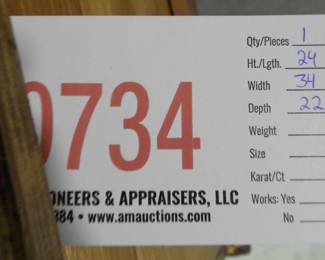 0734
ONEERS & APPRAISERS, LLC
884 • www.amauctions.com
Qty/Pieces 1
Ht./Lgth. 24
Width 34
Depth 22
Weight
Size
Karat/Ct
Works: Yes
No